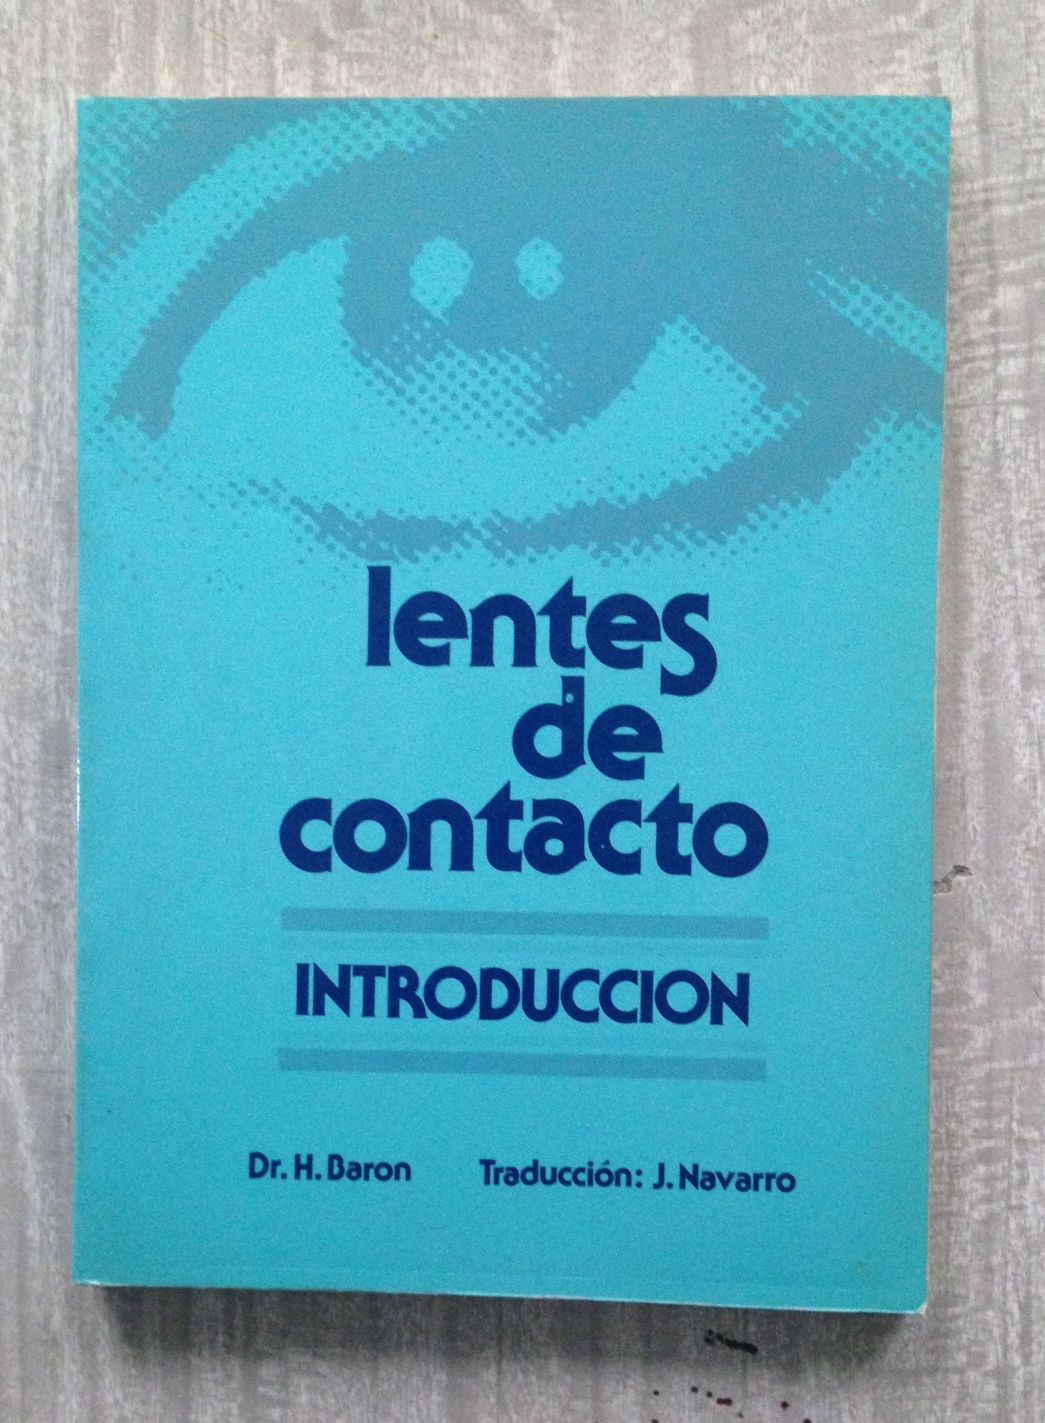 lentes
de
contacto
INTRODUCCION
Dr. H. Baron Traducción: J. Navarro